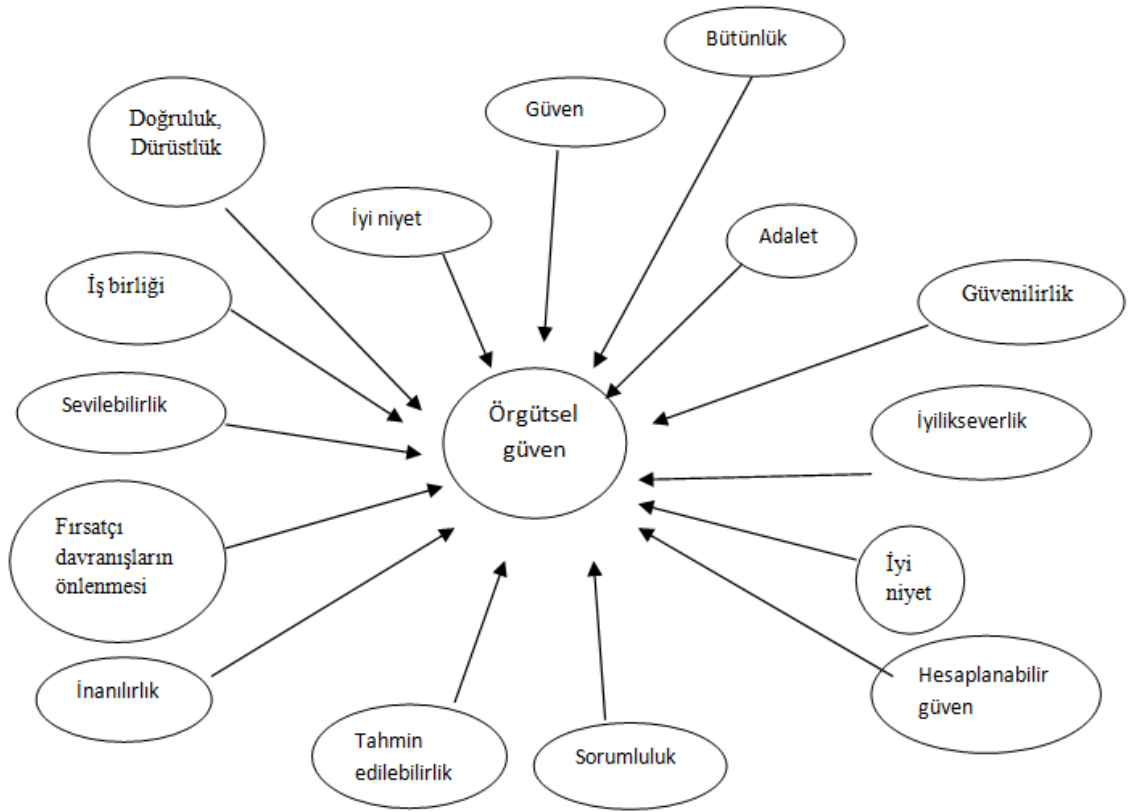 Bütünlük
Güven
Doğruluk,
Dürüstlük
İyi niyet
Adalet
İş birliği
Güvenilirlik
Sevilebilirlik
Örgütsel
güven
İyilikseverlik
Fırsatçı
davranışların
önlenmesi
İyi
niyet
İnanılırlık
Hesaplanabilir
güven
Tahmin
edilebilirlik
Sorumluluk